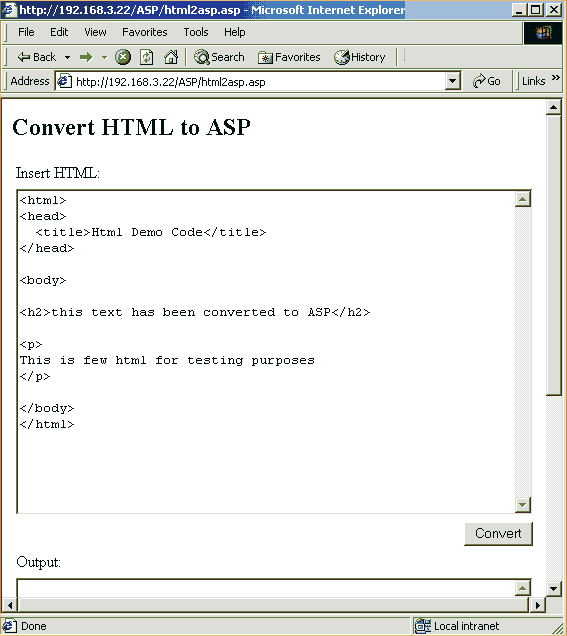 http://192.168.3.22/ASP/html2asp.asp - Microsoft Internet Explorer
File Edit View Favorites Tools Help
Back Search Favorites History
Address http://192.168.3.22/ASP/html2asp.asp Go Links »
Convert HTML to ASP
Insert HTML:
<html>
<head>
  <title>Html Demo Code</title>
</head>
<body>
<h2>this text has been converted to ASP</h2>
<p>
This is few html for testing purposes
</p>
</body>
</html>
Convert
Output:
Done Local intranet